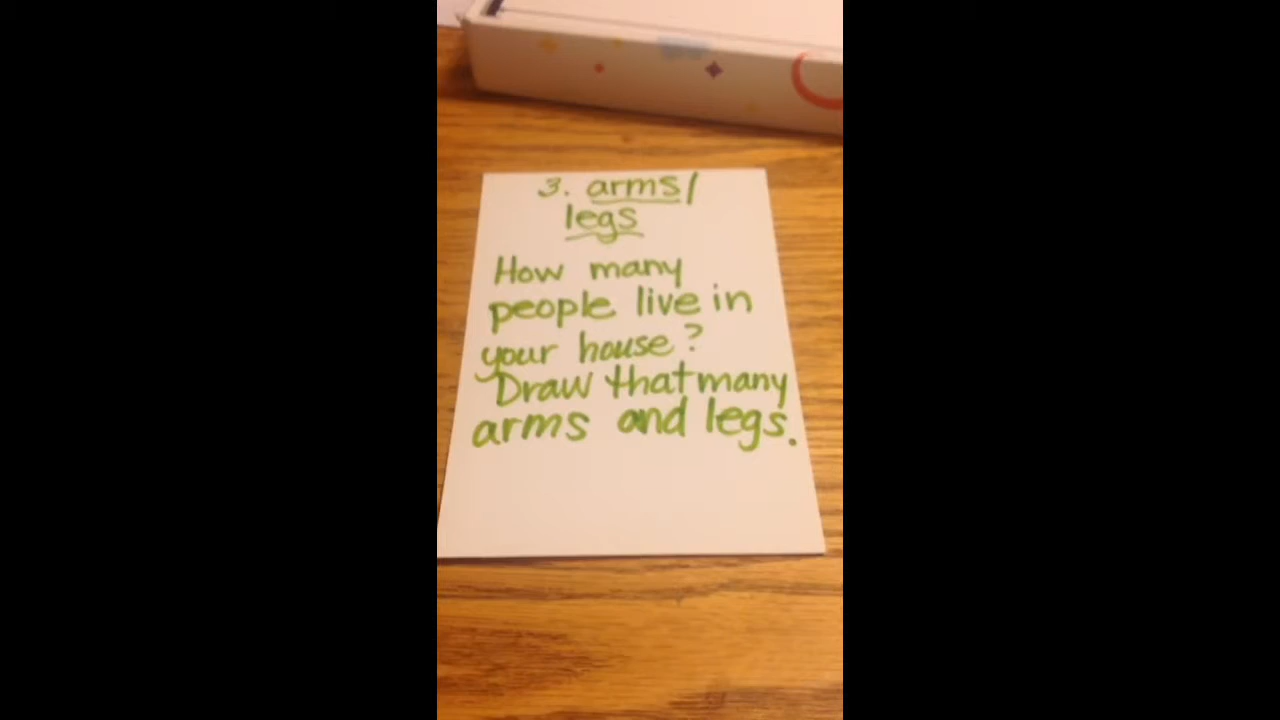 3. arms/
legs
How many
people live in
your house?
Draw that many
arms and legs.